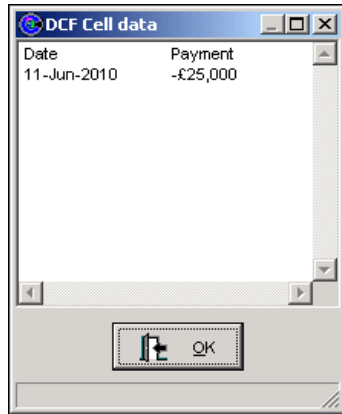 DCF Cell data
Date Payment
11-Jun-2010 -£25,000
OK